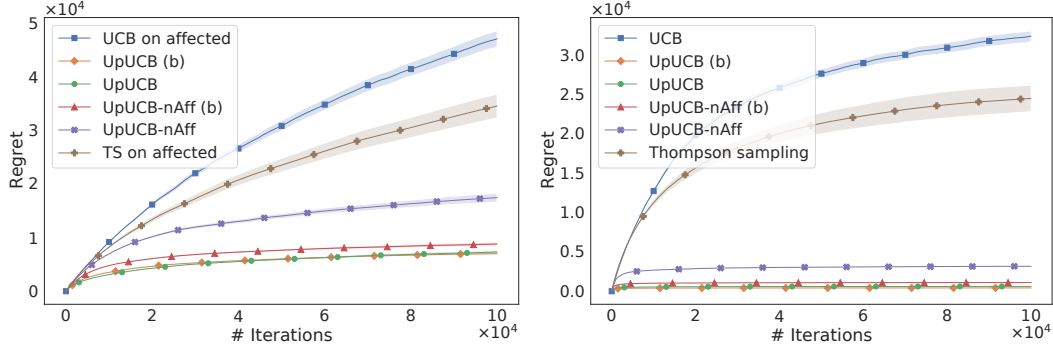 ×10⁴
5
4
3
2
1
0
Regret
UCB on affected
UpUCB (b)
UpUCB
UpUCB-nAff (b)
UpUCB-nAff
TS on affected
0 2 4 6 8 10
×10⁴
# Iterations
×10⁴
3.0
2.5
2.0
1.5
1.0
0.5
0.0
Regret
UCB
UpUCB (b)
UpUCB
UpUCB-nAff (b)
UpUCB-nAff
Thompson sampling
0 2 4 6 8 10
×10⁴
# Iterations